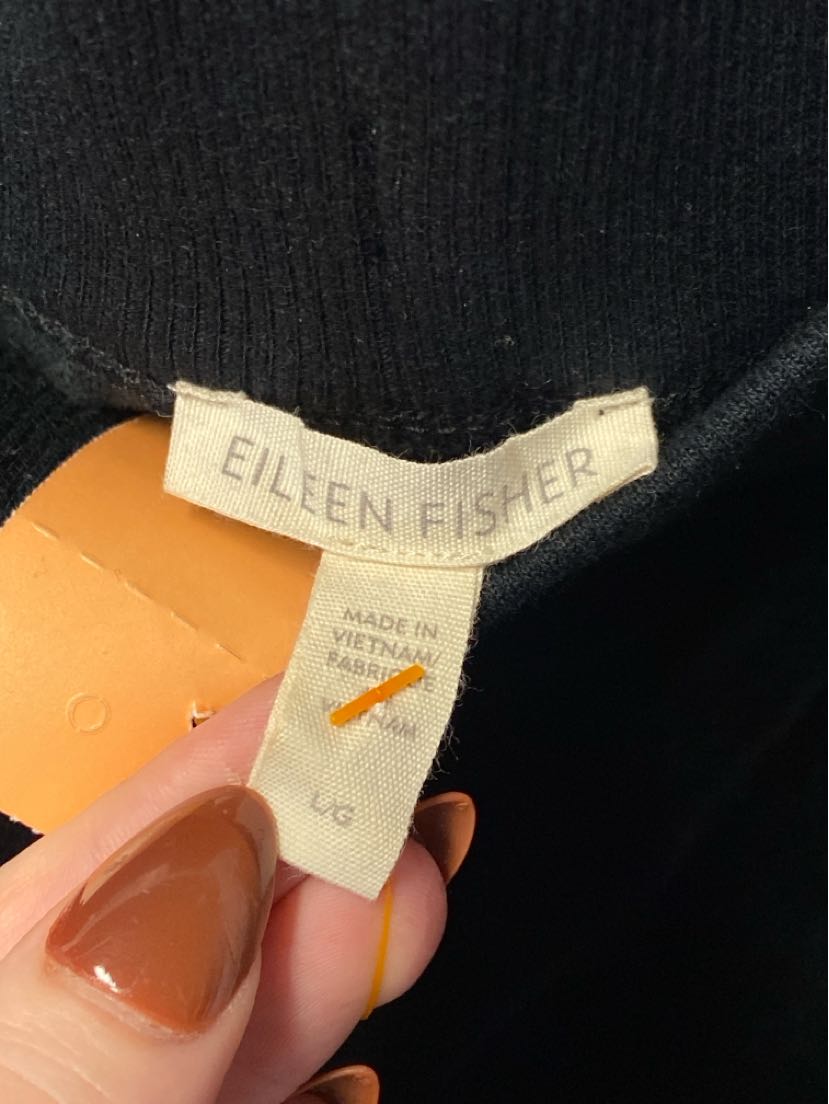 EILEEN FISHER
MADE IN
VIETNAM/
FABRIQUÉ
VIETNAM
L/G